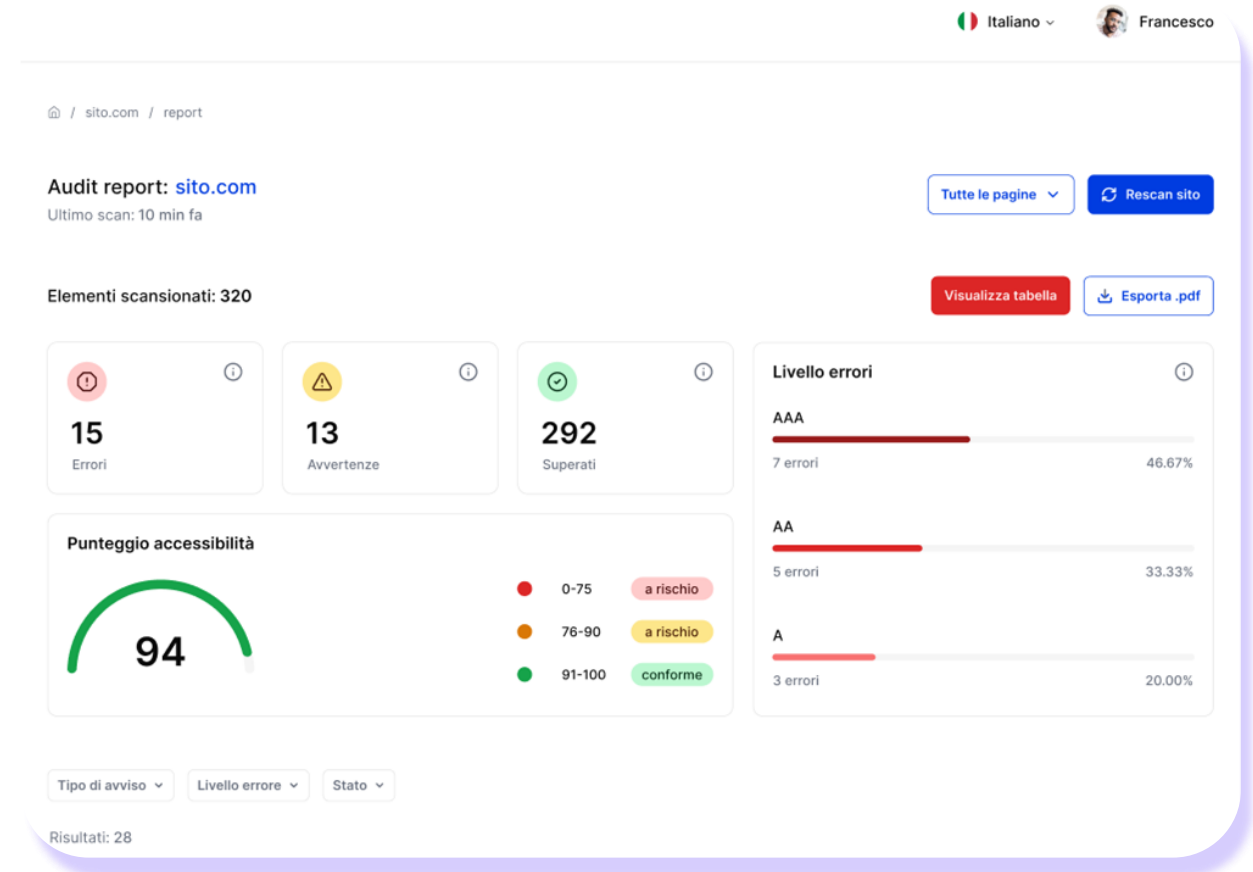 Italiano
Francesco
/ sito.com / report
Audit report: sito.com
Ultimo scan: 10 min fa
Tutte le pagine
Rescan sito
Elementi scansionati: 320
Visualizza tabella
Esporta .pdf
15
Errori
13
Avvertenze
292
Superati
Livello errori
AAA
7 errori
46.67%
AA
5 errori
33.33%
A
3 errori
20.00%
Punteggio accessibilità
94
0-75 a rischio
76-90 a rischio
91-100 conforme
Tipo di avviso
Livello errore
Stato
Risultati: 28